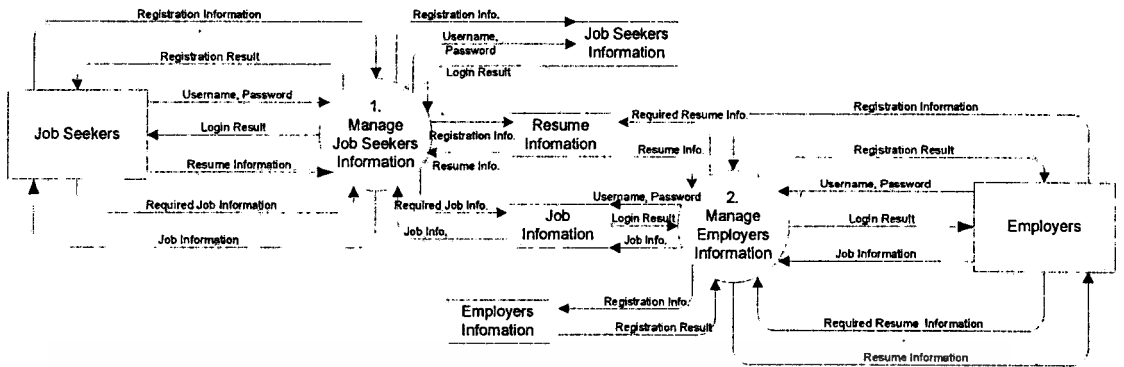 Registration Information
Registration Info.
Username,
Password
Job Seekers
Information
Registration Result
Login Result
Username, Password
1.
Manage
Job Seekers
Information
Job Seekers
Login Result
Resume Information
Registration Info.
Resume Info.
Resume
Infomation
Required Resume Info.
Resume Info.
Registration Information
Registration Result
Required Job Information
Job Information
Required Job Info.
Job Info.
Job
Infomation
Username, Password
Login Result
Job Info.
2.
Manage
Employers
Information
Username, Password
Login Result
Job Information
Employers
Employers
Infomation
Registration Info.
Registration Result
Required Resume Information
Resume Information